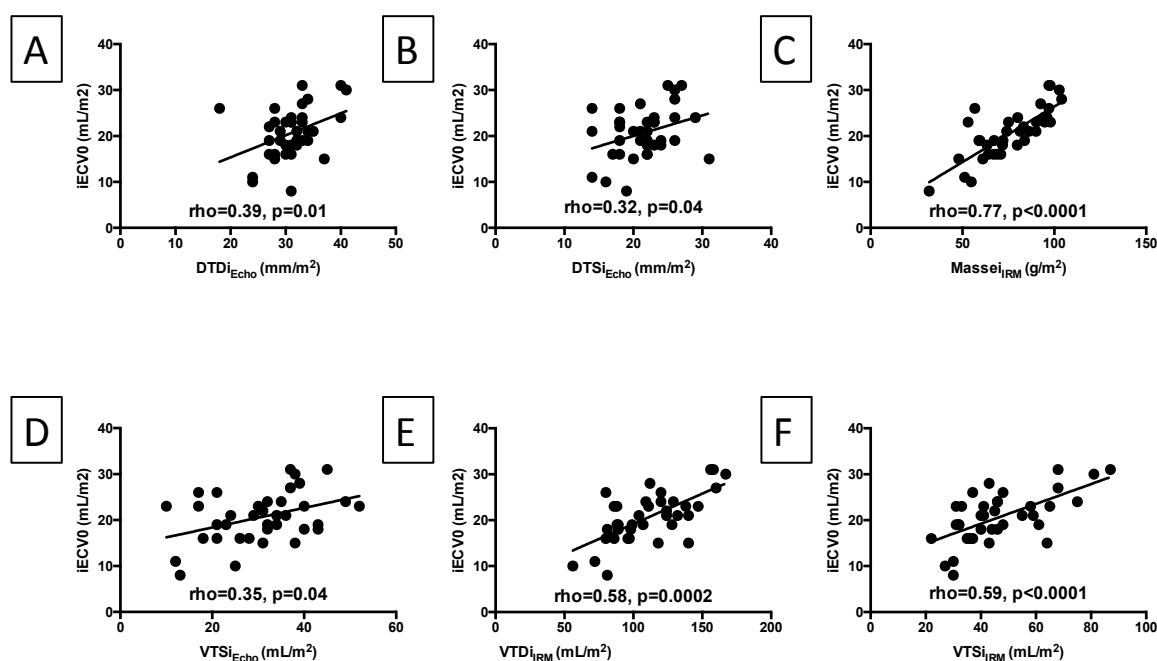 A
iECV0 (mL/m2)
40
30
20
10
0
rho=0.39, p=0.01
0 10 20 30 40 50
DTDiEcho (mm/m²)
B
iECV0 (mL/m2)
40
30
20
10
0
rho=0.32, p=0.04
0 10 20 30 40
DTSiEcho (mm/m²)
C
iECV0 (mL/m2)
40
30
20
10
0
rho=0.77, p<0.0001
0 50 100 150
MasseiIRM (g/m²)
D
iECV0 (mL/m2)
40
30
20
10
0
rho=0.35, p=0.04
0 20 40 60
VTSiEcho (mL/m²)
E
iECV0 (mL/m2)
40
30
20
10
0
rho=0.58, p=0.0002
0 50 100 150 200
VTDiIRM (mL/m²)
F
iECV0 (mL/m2)
40
30
20
10
0
rho=0.59, p<0.0001
0 20 40 60 80 100
VTSiIRM (mL/m²)